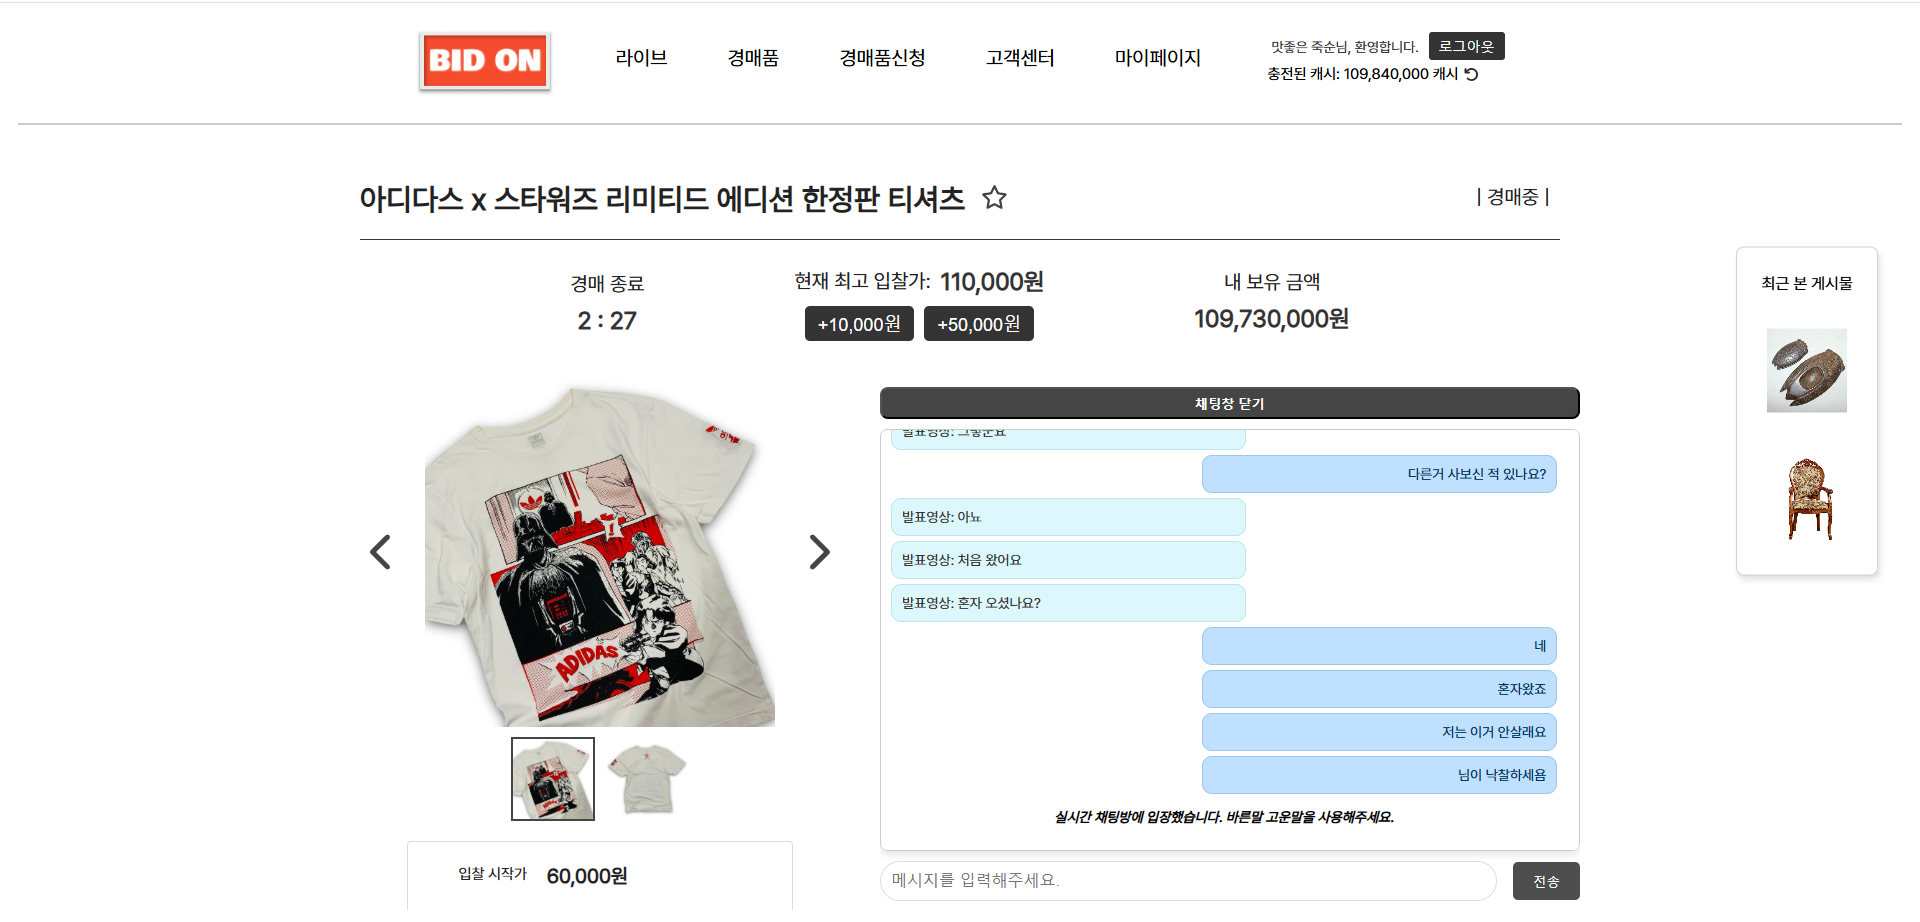 BID ON
라이브
경매품
경매품신청
고객센터
마이페이지
맛좋은 죽순님, 환영합니다.
로그아웃
충전된 캐시: 109,840,000 캐시
아디다스 x 스타워즈 리미티드 에디션 한정판 티셔츠
| 경매중 |
경매 종료
2 : 27
현재 최고 입찰가: 110,000원
+10,000원
+50,000원
내 보유 금액
109,730,000원
최근 본 게시물
ADIDAS
채팅창 닫기
발표영상: 그렇군요
다른거 사보신 적 있나요?
발표영상: 아뇨
발표영상: 처음 왔어요
발표영상: 혼자 오셨나요?
네
혼자왔죠
저는 이거 안살래요
님이 낙찰하세욤
실시간 채팅방에 입장했습니다. 바른말 고운말을 사용해주세요.
입찰 시작가
60,000원
메시지를 입력해주세요.
전송